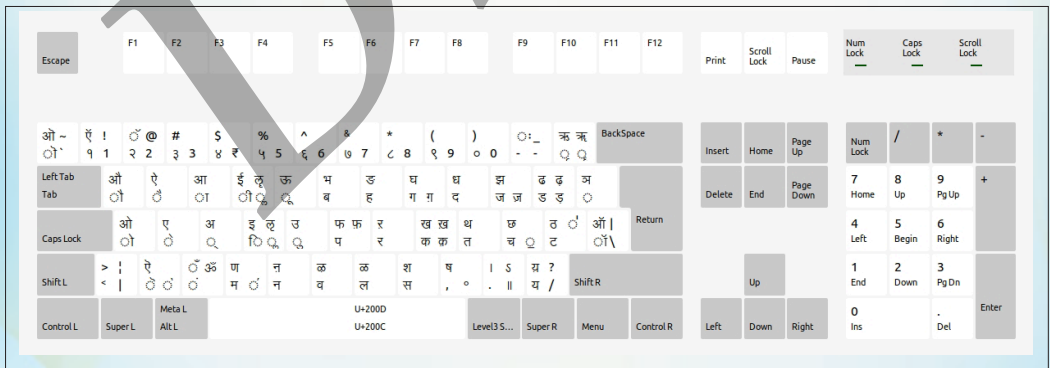 Escape F1 F2 F3 F4 F5 F6 F7 F8 F9 F10 F11 F12 Print Scroll Lock Pause Num Lock Caps Lock Scroll Lock
ओ ~ ऍ ! ॅ @ # $ % ^ & * ( ) ः _ ऋ ॠ BackSpace Insert Home Page Up Num Lock / * -
ो ` १ 1 २ 2 ३ 3 ४ ₹ ५ 5 ६ 6 ७ 7 ८ 8 ९ 9 ० 0 - - ृ ॄ
Left Tab औ ऐ आ ई ॡ ऊ भ ङ घ ध झ ढ ढ़ ञ Delete End Page Down 7 8 9 +
Tab ौ ै ा ी ॣ ू ब ह ग ग़ द ज ज़ ड ड़ ़ Home Up Pg Up
Caps Lock ओ ए अ इ ऌ उ फ फ़ ऱ ख ख़ थ छ ठ ॑ ऑ | Return 4 5 6
ो े ् ि ॢ ु प र क क़ त च ॒ ट ॉ \ Left Begin Right
Shift L > ¦ ऎ ँ ॐ ण ऩ ऴ ळ श ष । ऽ य़ ? Shift R Up 1 2 3 Enter
< | ॆ ं म न व ल स , ॰ . ॥ य / End Down Pg Dn
Control L Super L Meta L Alt L U+200D U+200C Level3 S... Super R Menu Control R Left Down Right 0 .
Ins Del